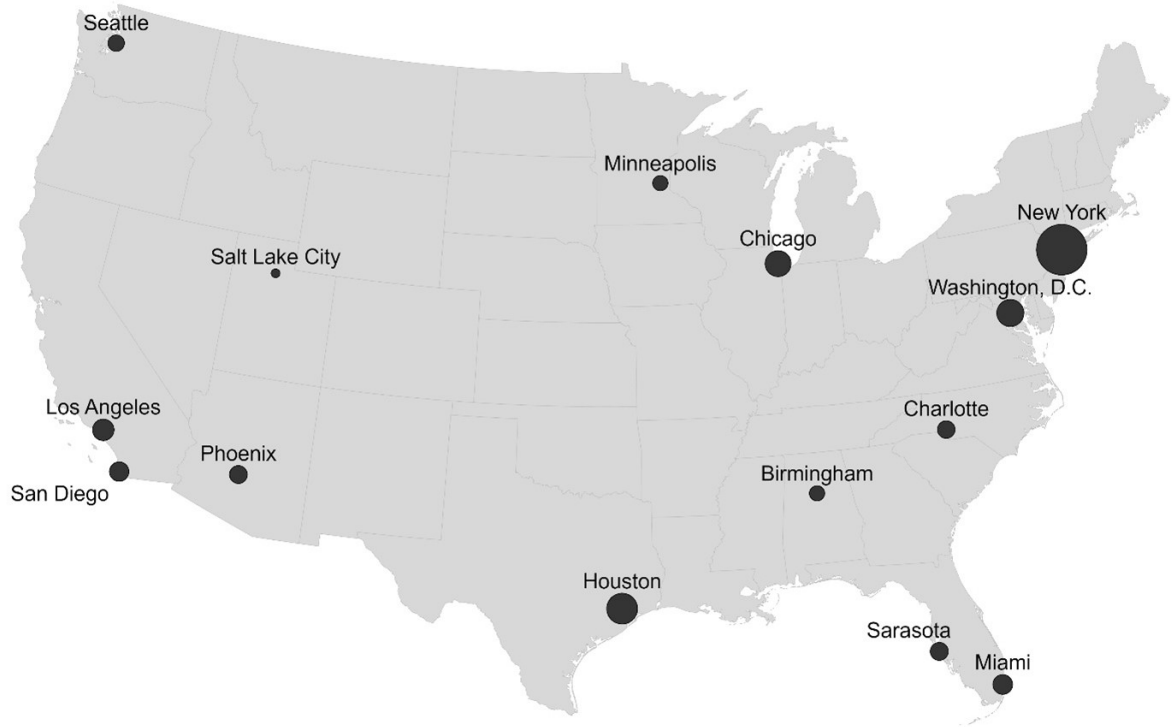 Seattle
Minneapolis
New York
Chicago
Salt Lake City
Washington, D.C.
Los Angeles
Charlotte
Phoenix
Birmingham
San Diego
Houston
Sarasota
Miami